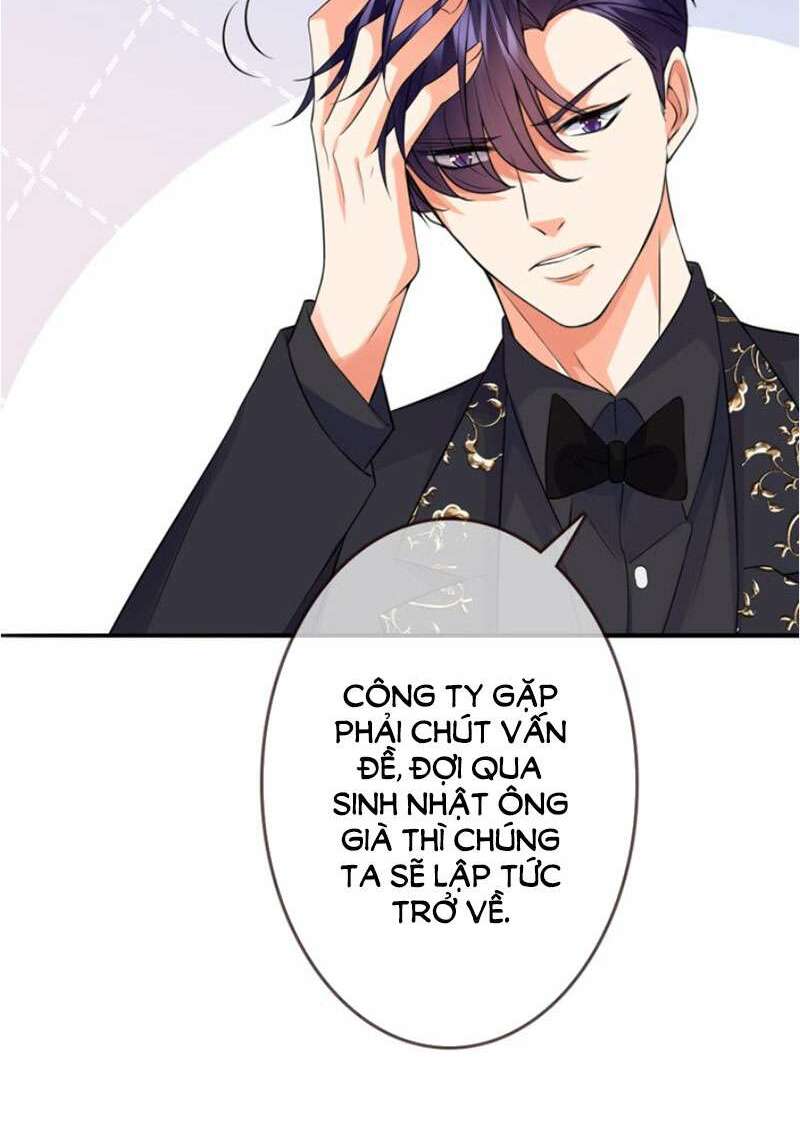 CÔNG TY GẶP
PHẢI CHÚT VẤN
ĐỀ, ĐỢI QUA
SINH NHẬT ÔNG
GIÀ THÌ CHÚNG
TA SẼ LẬP TỨC
TRỞ VỀ.